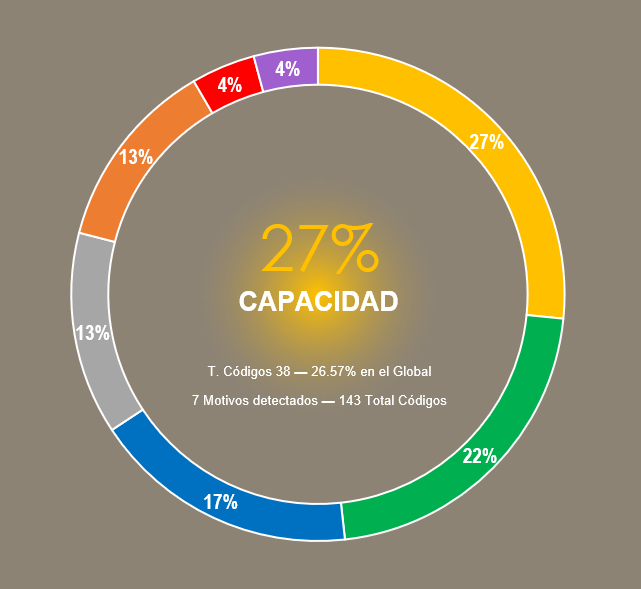 4%
4%
27%
13%
27%
CAPACIDAD
13%
T. Códigos 38 — 26.57% en el Global
7 Motivos detectados — 143 Total Códigos
22%
17%